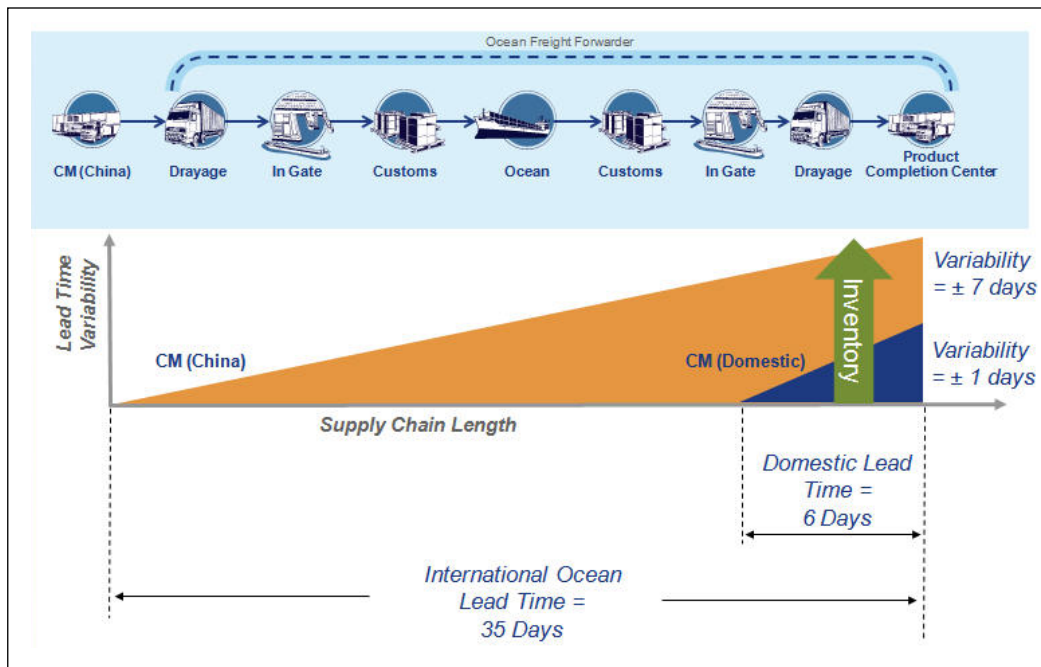 Ocean Freight Forwarder
CM (China)
Drayage
In Gate
Customs
Ocean
Customs
In Gate
Drayage
Product
Completion Center
Lead Time
Variability
CM (China)
CM (Domestic)
Inventory
Variability
= ± 7 days
Variability
= ± 1 days
Supply Chain Length
Domestic Lead
Time =
6 Days
International Ocean
Lead Time =
35 Days